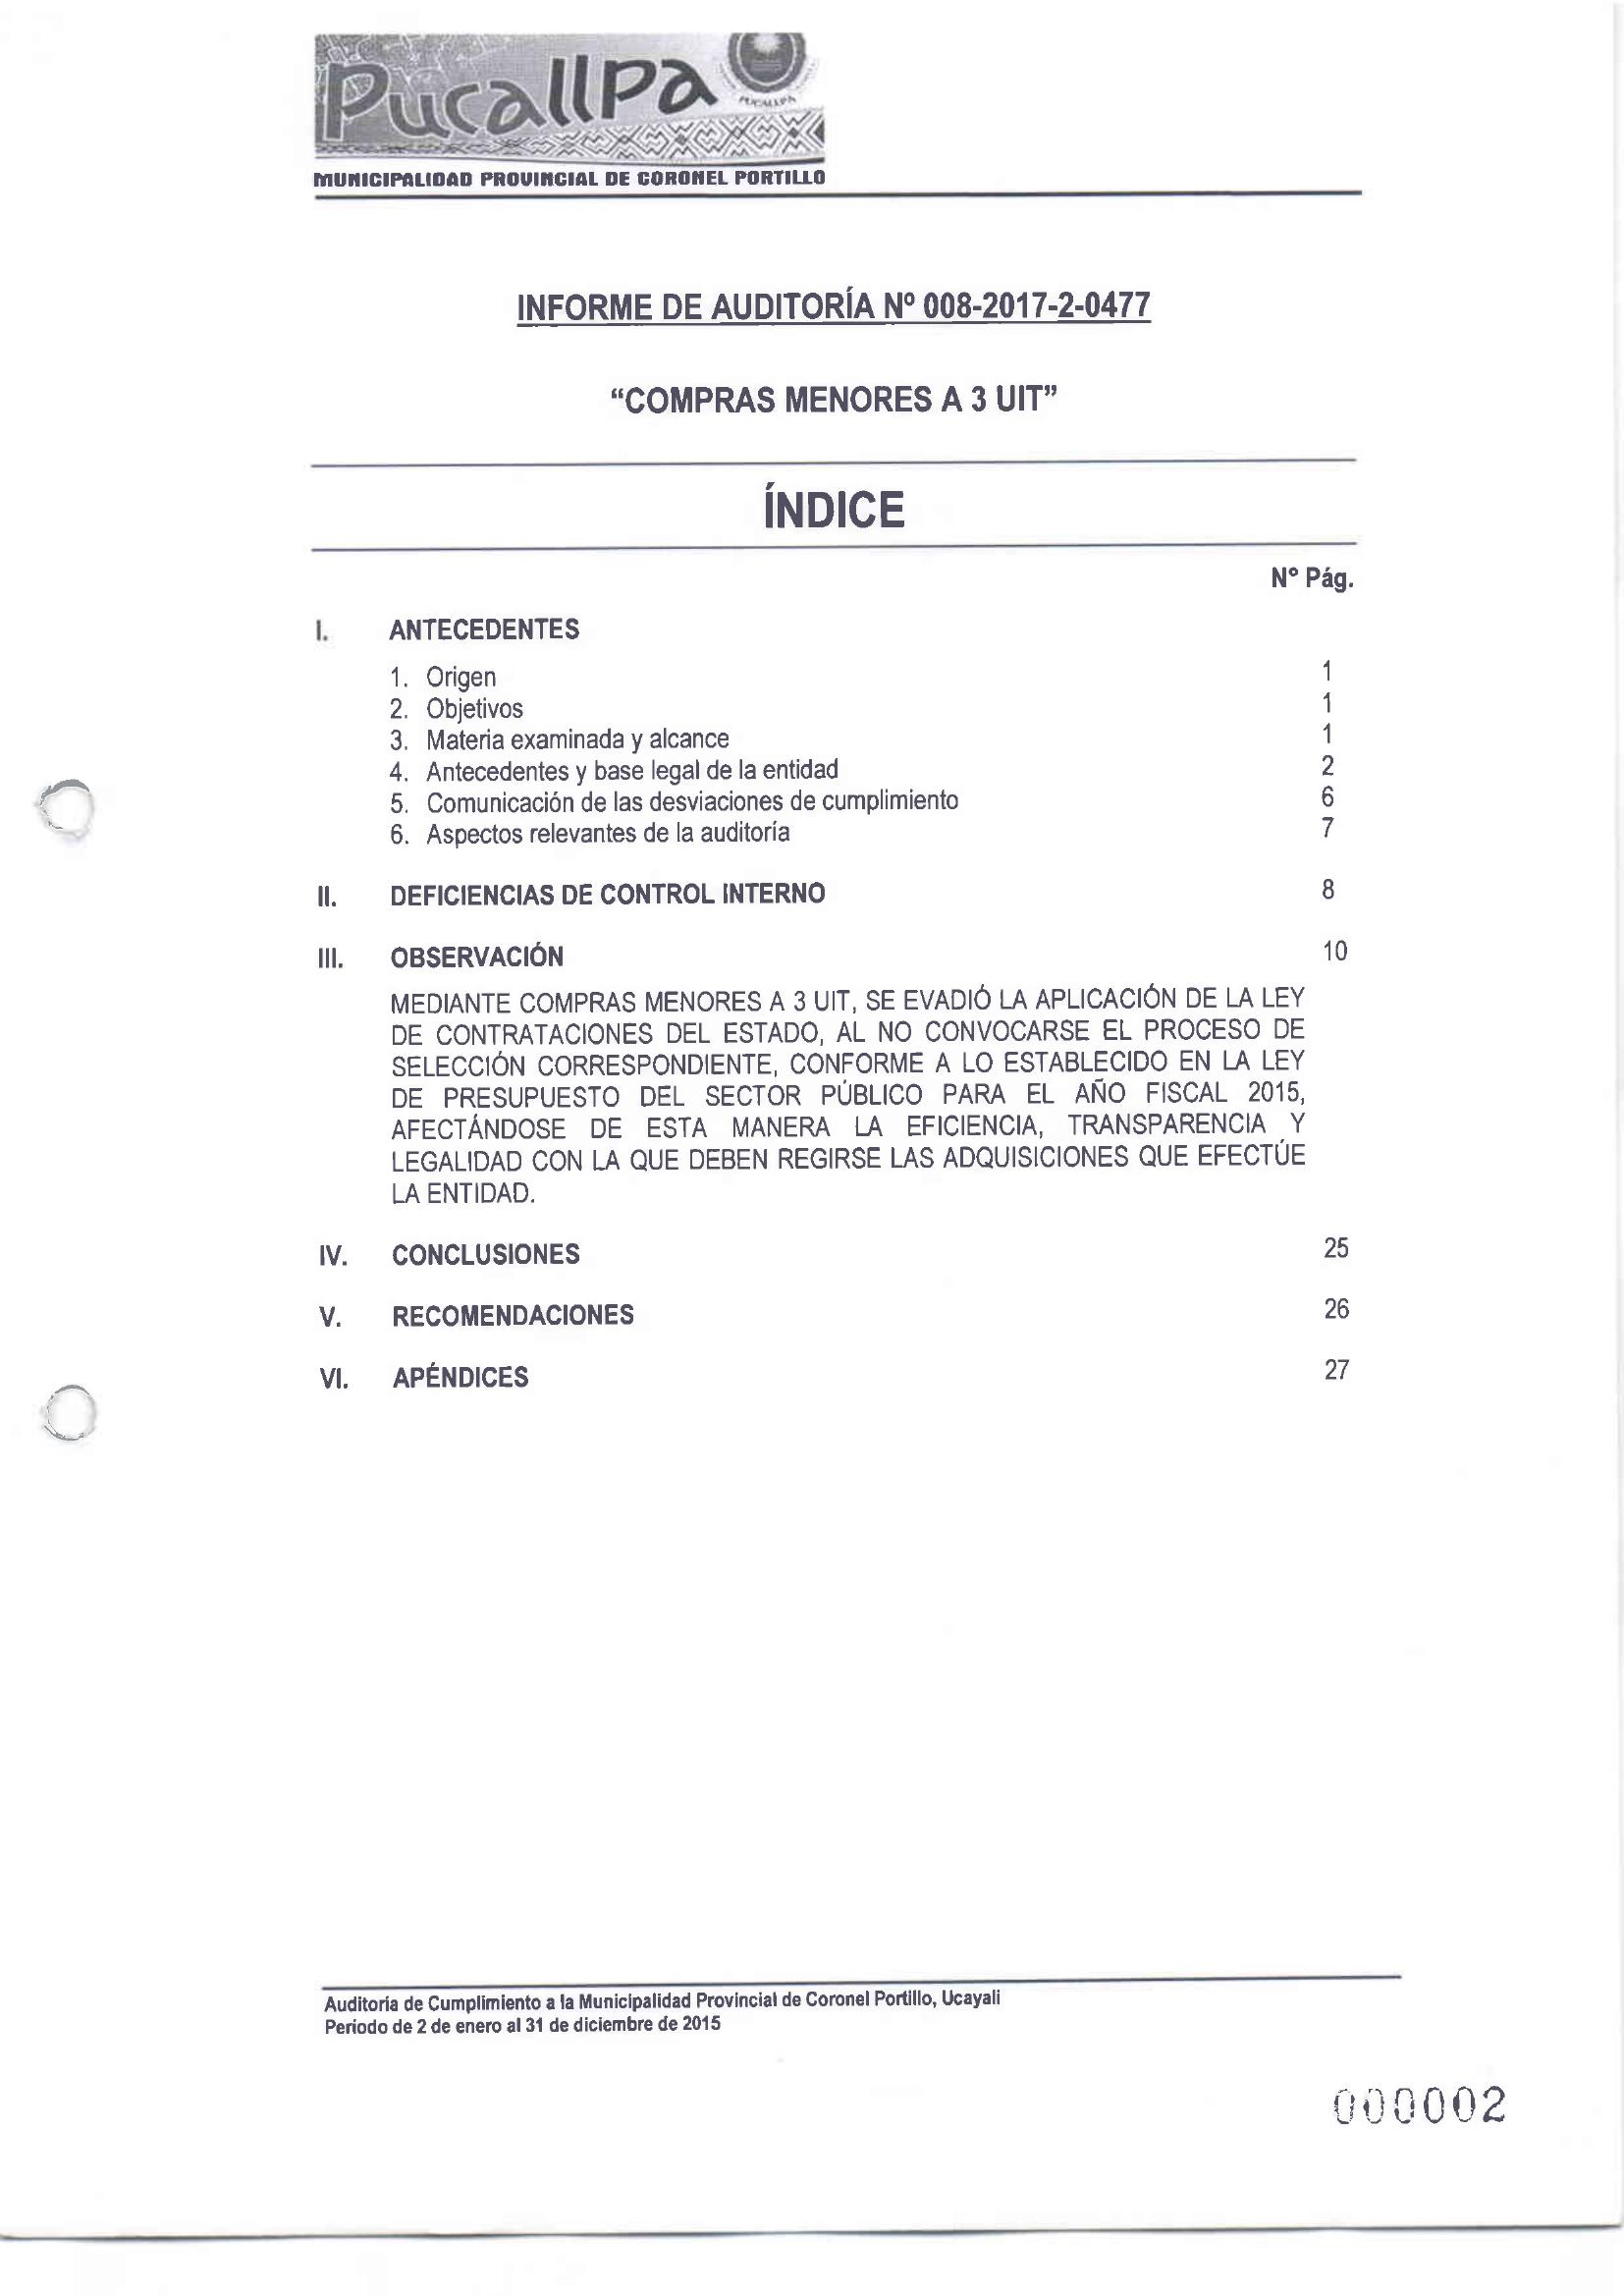 Pucallpa
PUCALLPA
MUNICIPALIDAD PROVINCIAL DE CORONEL PORTILLO
INFORME DE AUDITORÍA Nº 008-2017-2-0477
“COMPRAS MENORES A 3 UIT”
ÍNDICE
Nº Pág.
I. ANTECEDENTES
1. Origen 1
2. Objetivos 1
3. Materia examinada y alcance 1
4. Antecedentes y base legal de la entidad 2
5. Comunicación de las desviaciones de cumplimiento 6
6. Aspectos relevantes de la auditoría 7
II. DEFICIENCIAS DE CONTROL INTERNO 8
III. OBSERVACIÓN 10
MEDIANTE COMPRAS MENORES A 3 UIT, SE EVADIÓ LA APLICACIÓN DE LA LEY
DE CONTRATACIONES DEL ESTADO, AL NO CONVOCARSE EL PROCESO DE
SELECCIÓN CORRESPONDIENTE, CONFORME A LO ESTABLECIDO EN LA LEY
DE PRESUPUESTO DEL SECTOR PÚBLICO PARA EL AÑO FISCAL 2015,
AFECTÁNDOSE DE ESTA MANERA LA EFICIENCIA, TRANSPARENCIA Y
LEGALIDAD CON LA QUE DEBEN REGIRSE LAS ADQUISICIONES QUE EFECTÚE
LA ENTIDAD.
IV. CONCLUSIONES 25
V. RECOMENDACIONES 26
VI. APÉNDICES 27
Auditoría de Cumplimiento a la Municipalidad Provincial de Coronel Portillo, Ucayali
Periodo de 2 de enero al 31 de diciembre de 2015
000002